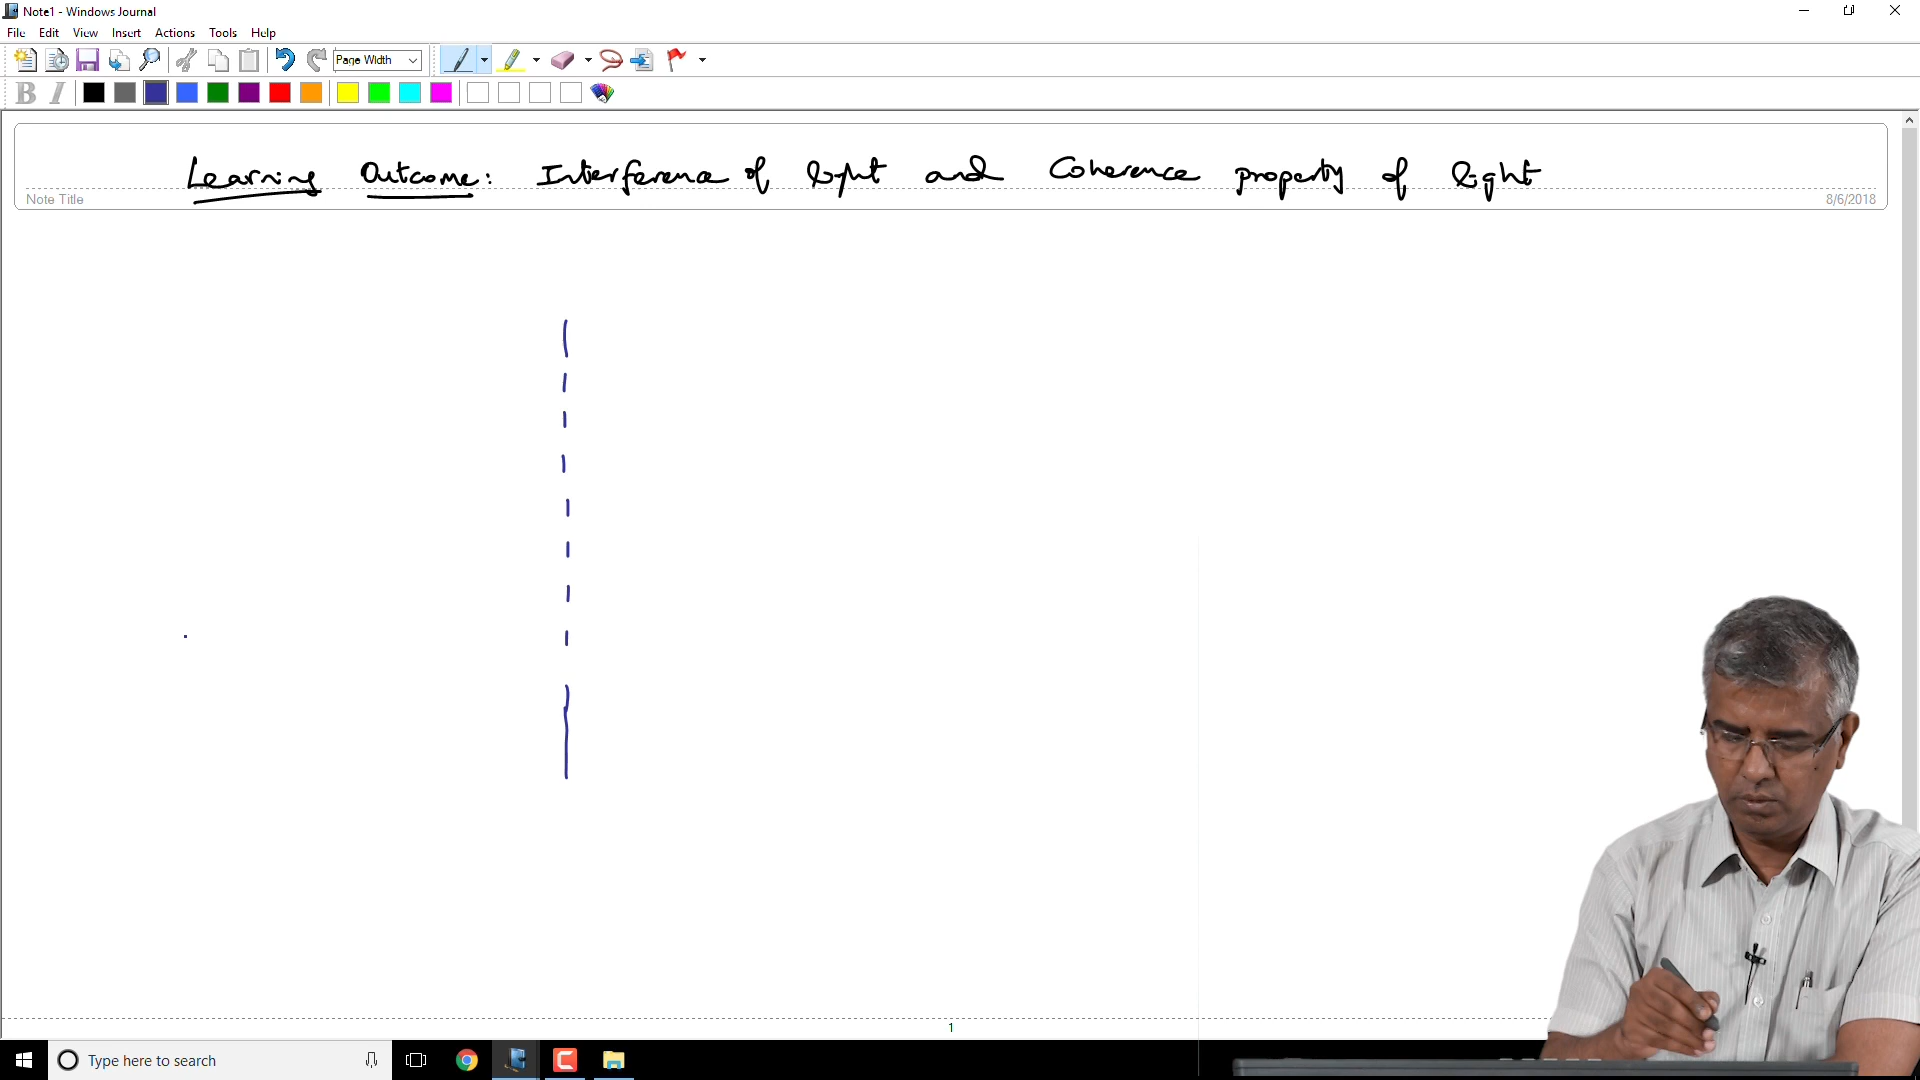 Note1 - Windows Journal
File Edit View Insert Actions Tools Help
Page Width
B I
Learning Outcome: Interference of light and Coherence property of light
Note Title
8/6/2018
1
Type here to search